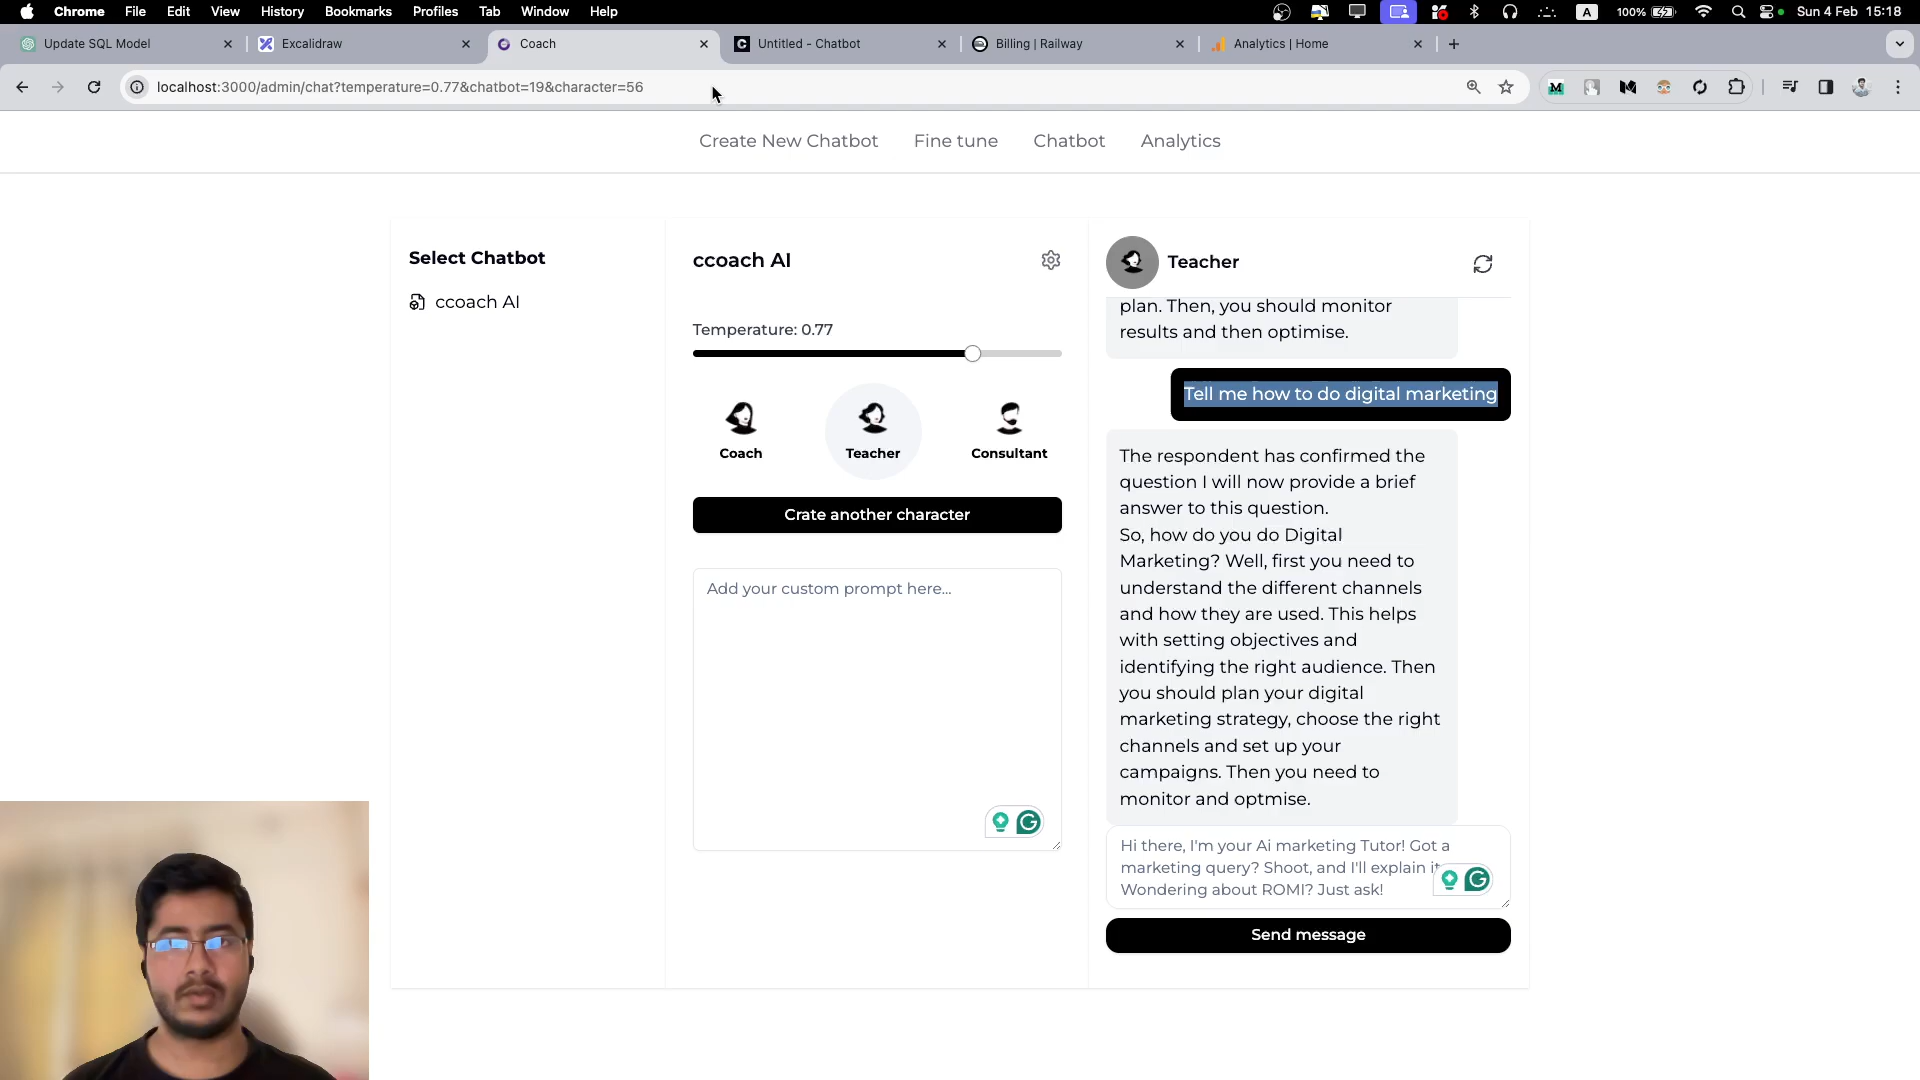 Chrome File Edit View History Bookmarks Profiles Tab Window Help A 100% Sun 4 Feb 15:18
Update SQL Model Excalidraw Coach Untitled - Chatbot Billing | Railway Analytics | Home
localhost:3000/admin/chat?temperature=0.77&chatbot=19&character=56
Create New Chatbot Fine tune Chatbot Analytics
Select Chatbot
ccoach AI
ccoach AI
Temperature: 0.77
Coach Teacher Consultant
Crate another character
Add your custom prompt here...
Teacher
plan. Then, you should monitor
results and then optimise.
Tell me how to do digital marketing
The respondent has confirmed the
question I will now provide a brief
answer to this question.
So, how do you do Digital
Marketing? Well, first you need to
understand the different channels
and how they are used. This helps
with setting objectives and
identifying the right audience. Then
you should plan your digital
marketing strategy, choose the right
channels and set up your
campaigns. Then you need to
monitor and optmise.
Hi there, I'm your Ai marketing Tutor! Got a
marketing query? Shoot, and I'll explain it
Wondering about ROMI? Just ask!
Send message